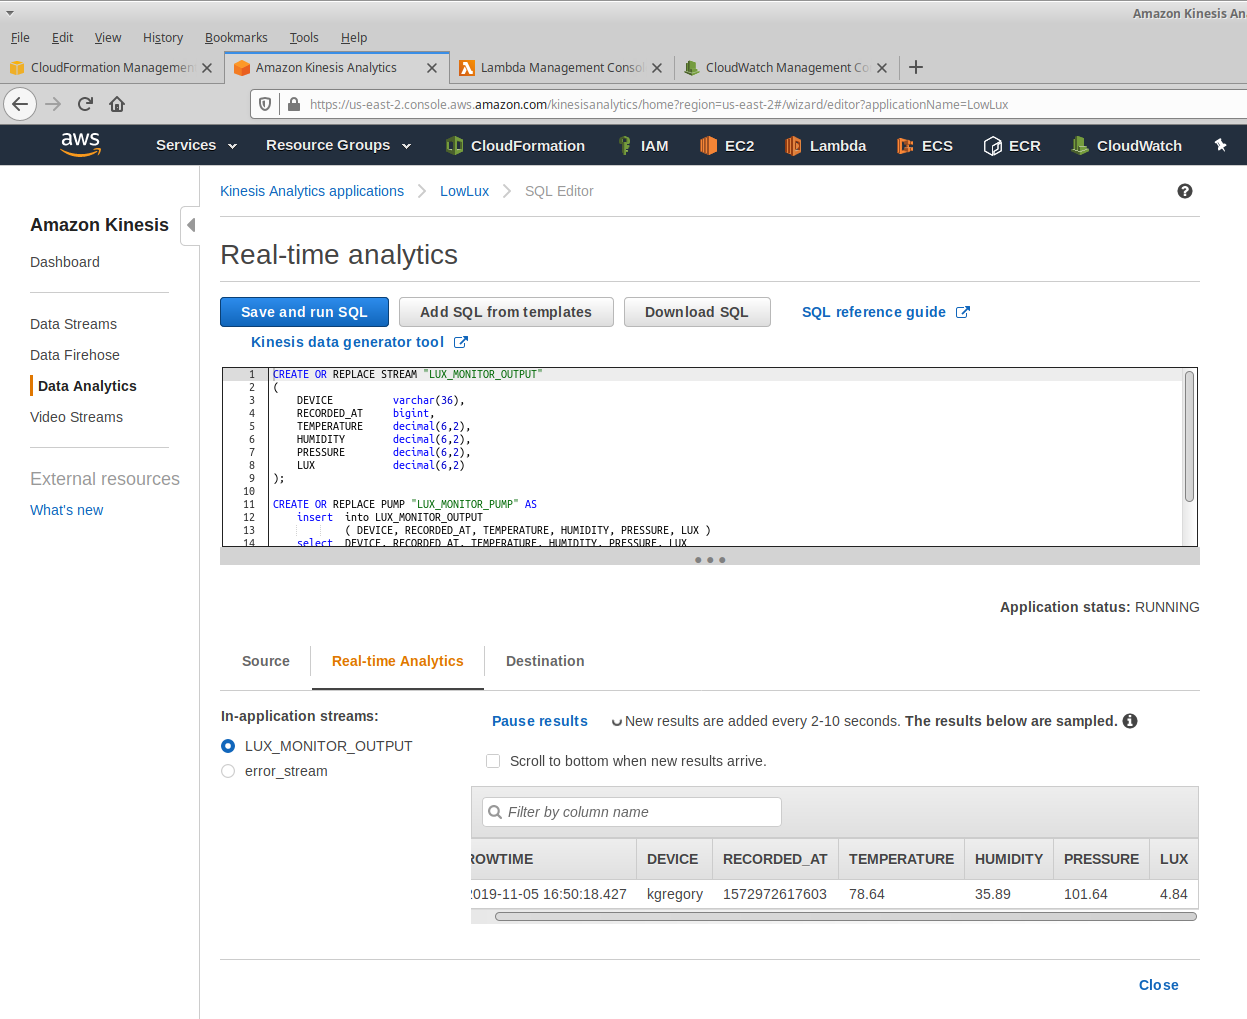 Amazon Kinesis An
File Edit View History Bookmarks Tools Help
CloudFormation Managemen Amazon Kinesis Analytics Lambda Management Conso CloudWatch Management Co
https://us-east-2.console.aws.amazon.com/kinesisanalytics/home?region=us-east-2#/wizard/editor?applicationName=LowLux
aws Services Resource Groups CloudFormation IAM EC2 Lambda ECS ECR CloudWatch
Kinesis Analytics applications LowLux SQL Editor
Amazon Kinesis
Dashboard
Data Streams
Data Firehose
Data Analytics
Video Streams
External resources
What's new
Real-time analytics
Save and run SQL Add SQL from templates Download SQL SQL reference guide
Kinesis data generator tool
1 CREATE OR REPLACE STREAM "LUX_MONITOR_OUTPUT"
2 (
3 DEVICE varchar(36),
4 RECORDED_AT bigint,
5 TEMPERATURE decimal(6,2),
6 HUMIDITY decimal(6,2),
7 PRESSURE decimal(6,2),
8 LUX decimal(6,2)
9 );
10
11 CREATE OR REPLACE PUMP "LUX_MONITOR_PUMP" AS
12 insert into LUX_MONITOR_OUTPUT
13 ( DEVICE, RECORDED_AT, TEMPERATURE, HUMIDITY, PRESSURE, LUX )
14 select DEVICE, RECORDED_AT, TEMPERATURE, HUMIDITY, PRESSURE, LUX
Application status: RUNNING
Source Real-time Analytics Destination
In-application streams:
LUX_MONITOR_OUTPUT
error_stream
Pause results New results are added every 2-10 seconds. The results below are sampled.
Scroll to bottom when new results arrive.
Filter by column name
ROWTIME DEVICE RECORDED_AT TEMPERATURE HUMIDITY PRESSURE LUX
2019-11-05 16:50:18.427 kgregory 1572972617603 78.64 35.89 101.64 4.84
Close